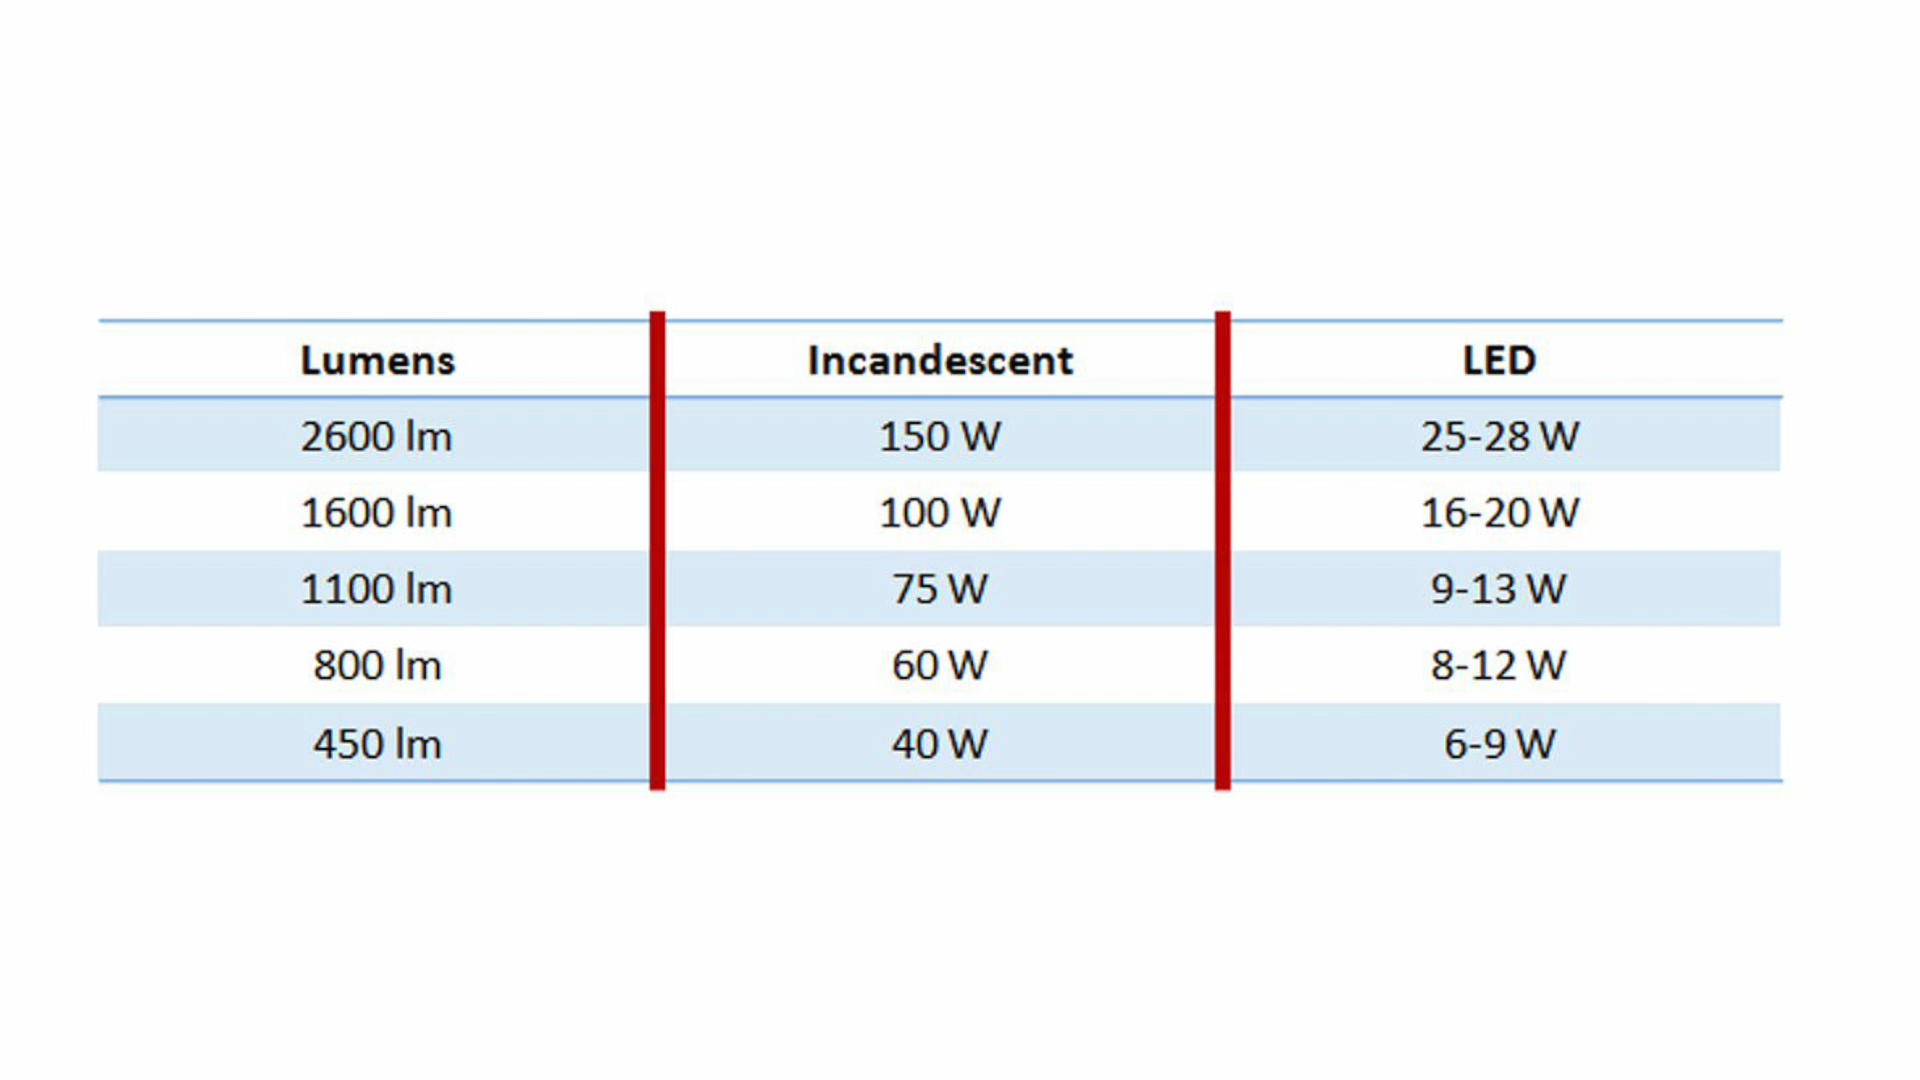 Lumens Incandescent LED
2600 lm 150 W 25-28 W
1600 lm 100 W 16-20 W
1100 lm 75 W 9-13 W
800 lm 60 W 8-12 W
450 lm 40 W 6-9 W